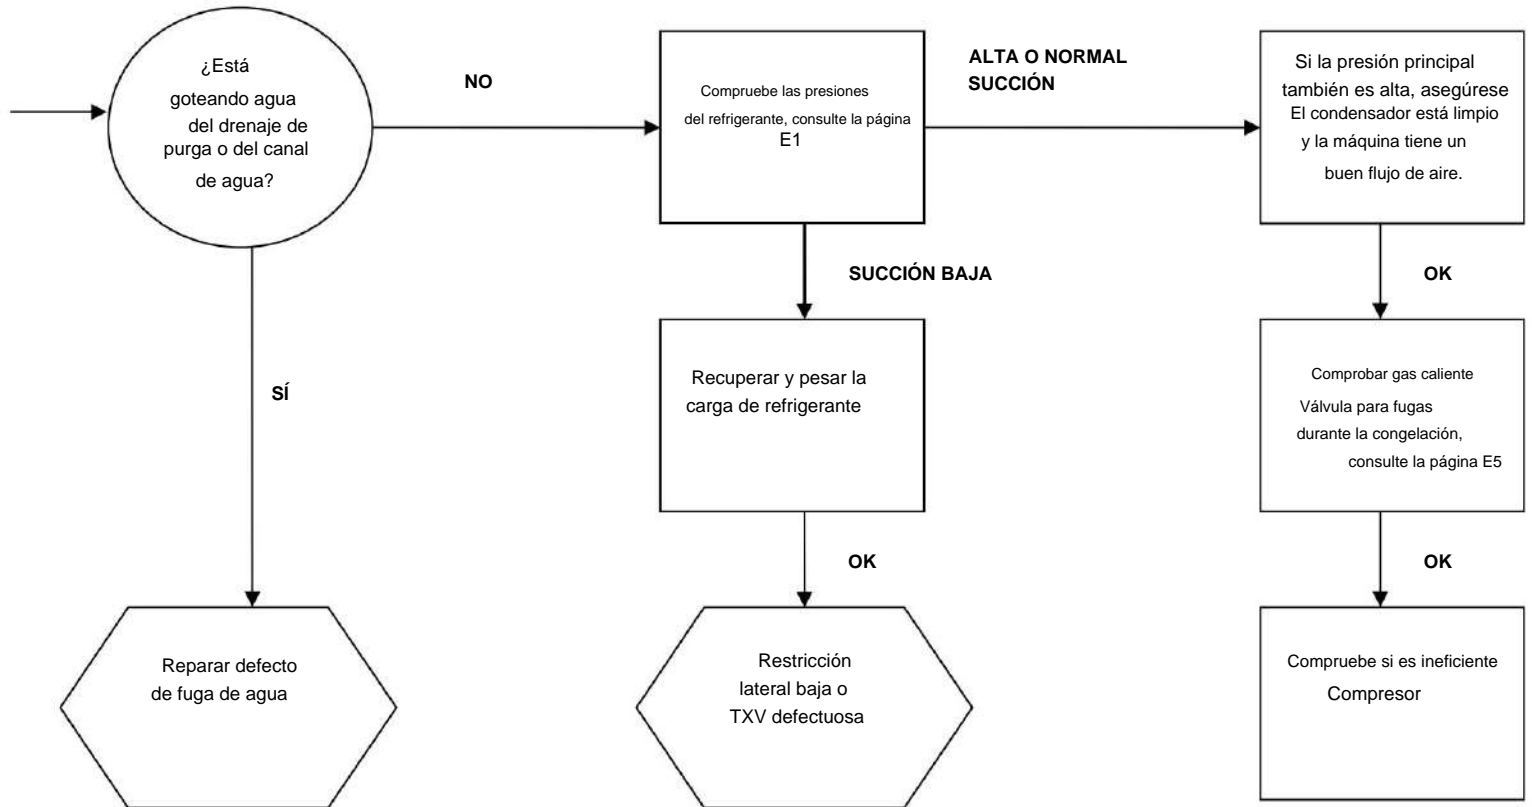 ¿Está
goteando agua
del drenaje de
purga o del canal
de agua?
NO
Compruebe las presiones
del refrigerante, consulte la página
E1
ALTA O NORMAL
SUCCIÓN
Si la presión principal
también es alta, asegúrese
El condensador está limpio
y la máquina tiene un
buen flujo de aire.
SUCCIÓN BAJA
OK
SÍ
Recuperar y pesar la
carga de refrigerante
Comprobar gas caliente
Válvula para fugas
durante la congelación,
consulte la página E5
OK
OK
Reparar defecto
de fuga de agua
Restricción
lateral baja o
TXV defectuosa
Compruebe si es ineficiente
Compresor